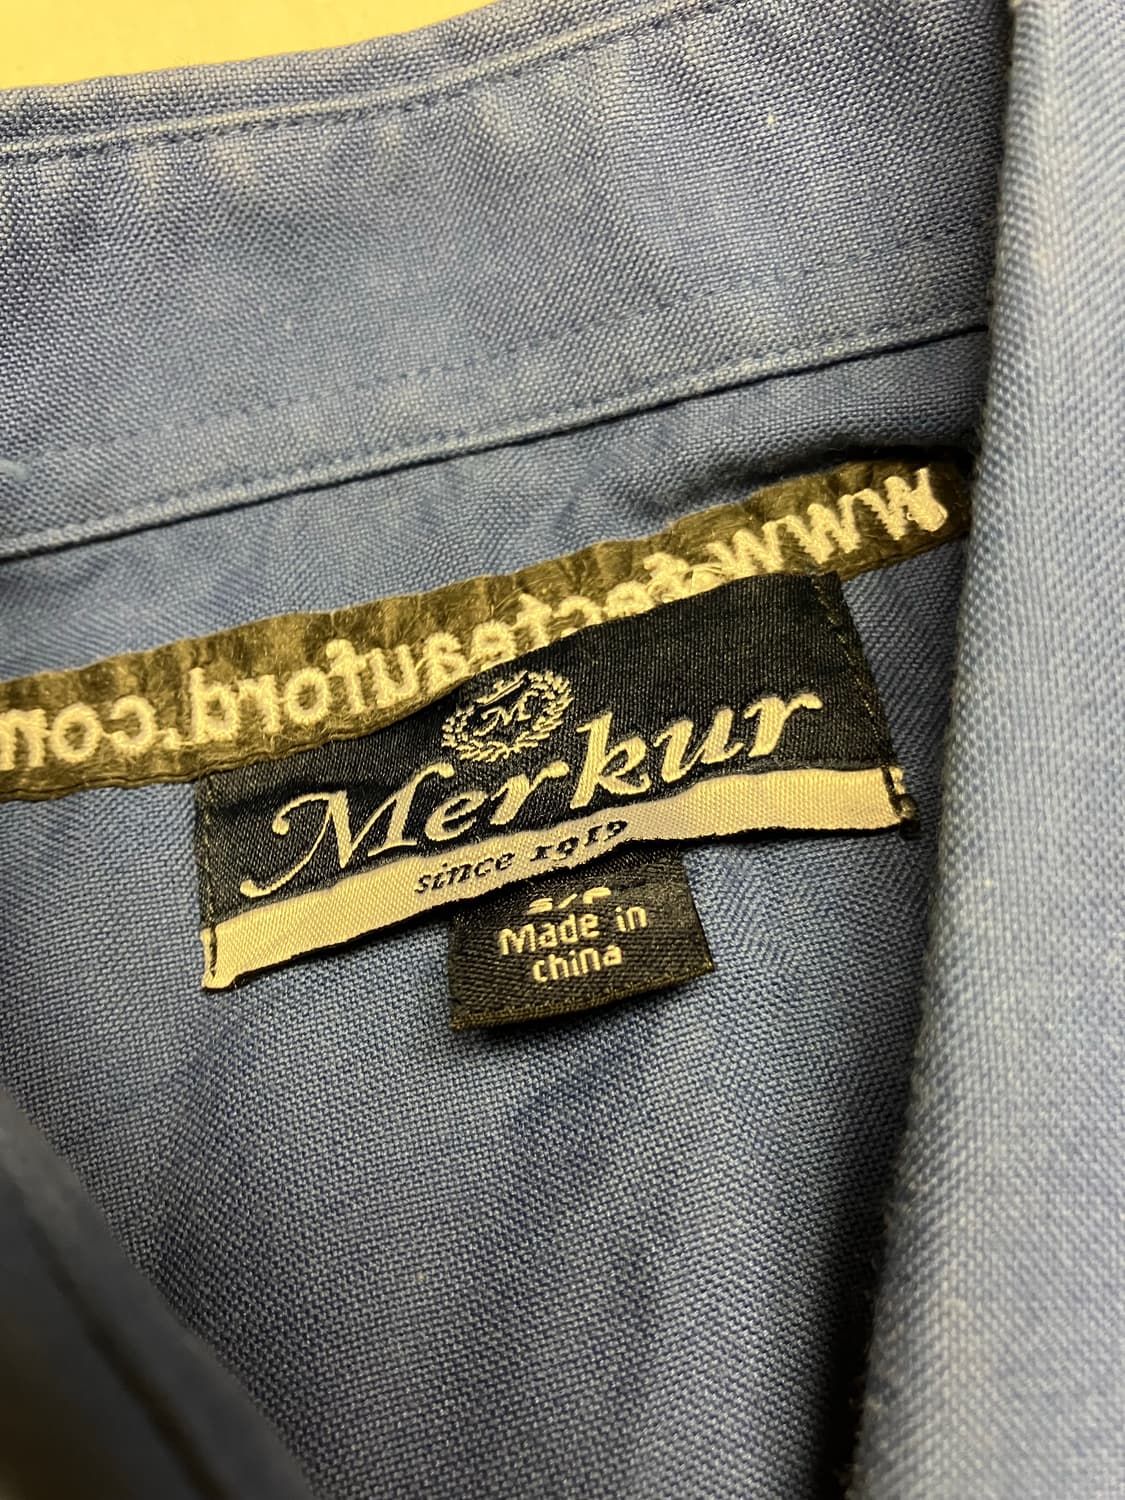 M
Merkur
since 1919
Made in
china